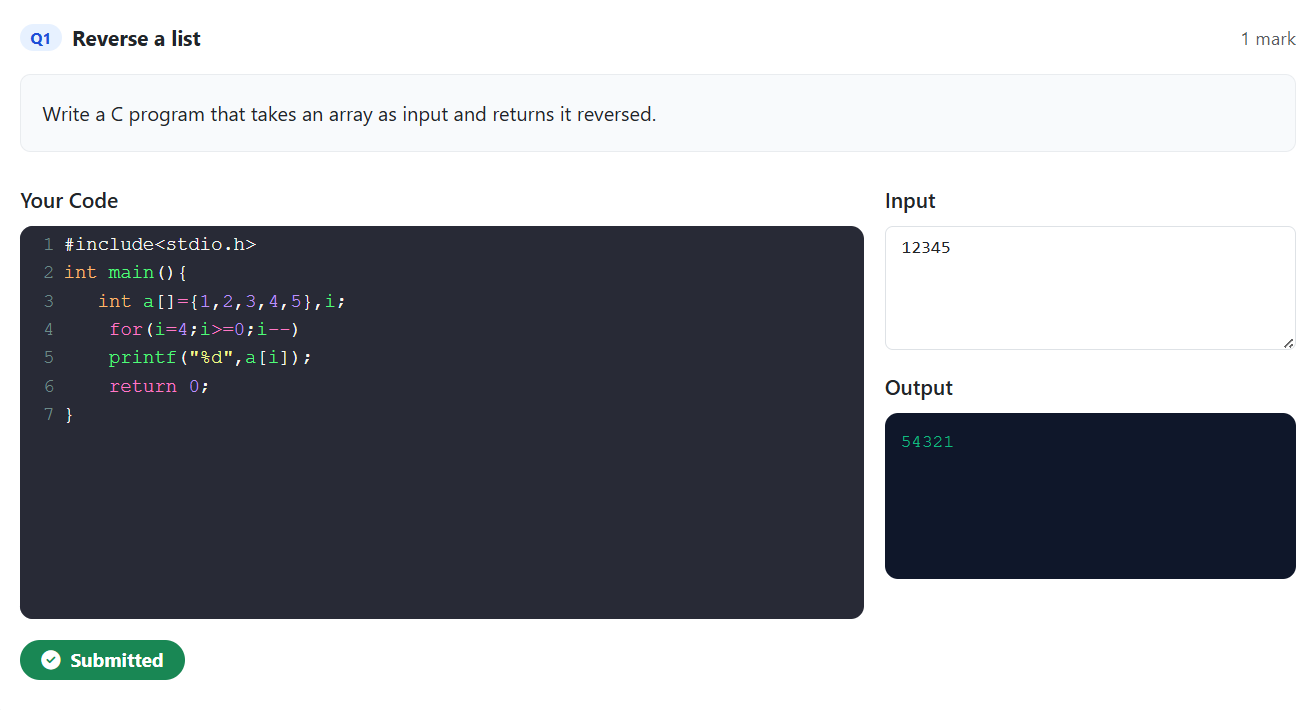 Q1 Reverse a list 1 mark
Write a C program that takes an array as input and returns it reversed.
Your Code
1 #include<stdio.h>
2 int main(){
3    int a[]={1,2,3,4,5},i;
4     for(i=4;i>=0;i--)
5     printf("%d",a[i]);
6     return 0;
7 }
Input
12345
Output
54321
Submitted